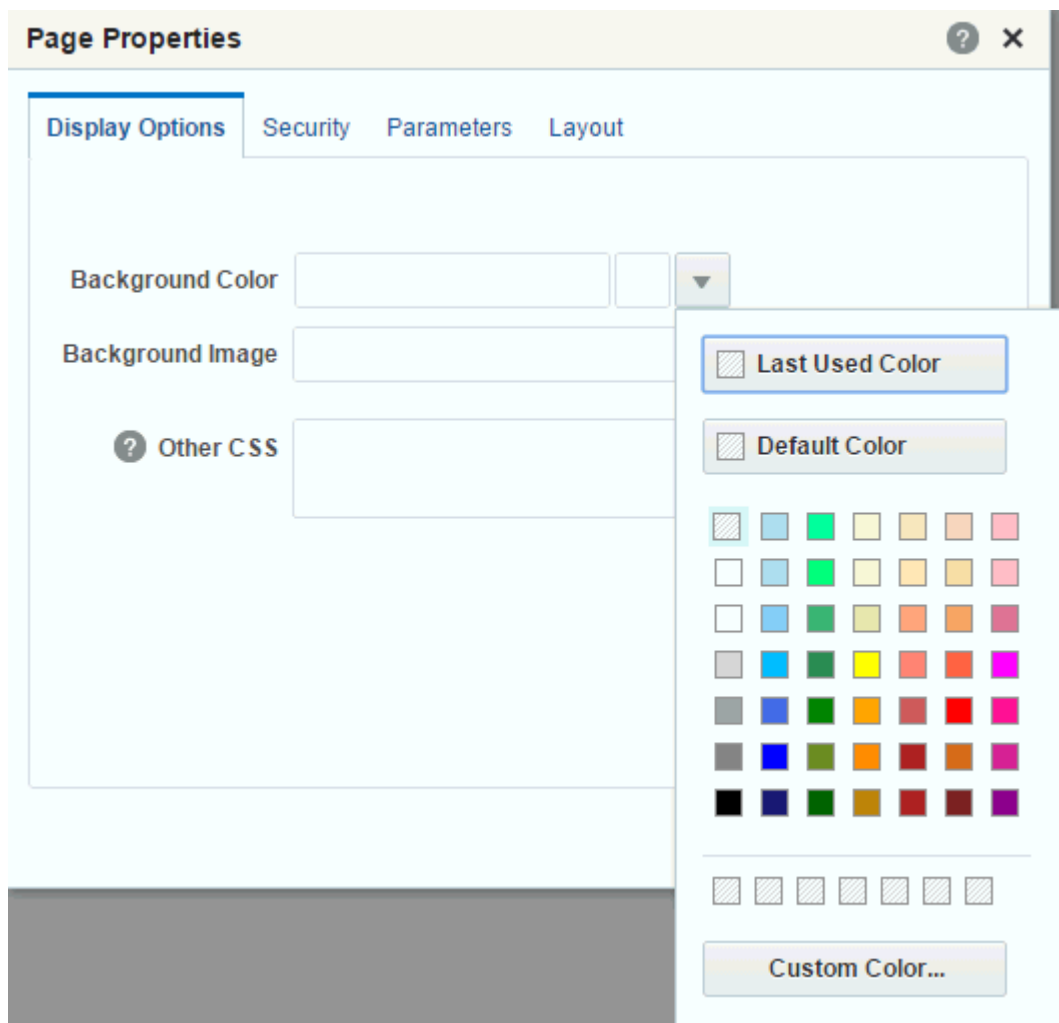 Page Properties
?
Display Options Security Parameters Layout
Background Color
Background Image
? Other CSS
Last Used Color
Default Color
Custom Color...